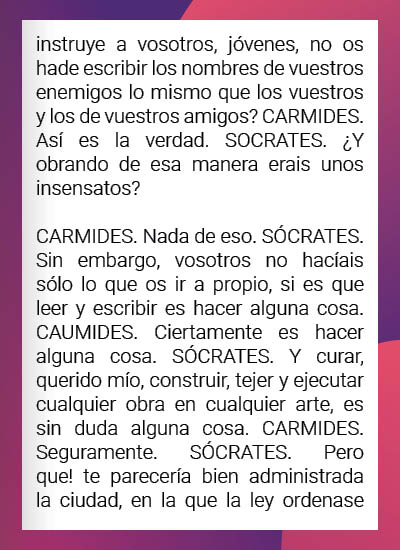 instruye a vosotros, jóvenes, no os
hade escribir los nombres de vuestros
enemigos lo mismo que los vuestros
y los de vuestros amigos? CARMIDES.
Así es la verdad. SOCRATES. ¿Y
obrando de esa manera erais unos
insensatos?

CARMIDES. Nada de eso. SÓCRATES.
Sin embargo, vosotros no hacíais
sólo lo que os ir a propio, si es que
leer y escribir es hacer alguna cosa.
CAUMIDES. Ciertamente es hacer
alguna cosa. SÓCRATES. Y curar,
querido mío, construir, tejer y ejecutar
cualquier obra en cualquier arte, es
sin duda alguna cosa. CARMIDES.
Seguramente. SÓCRATES. Pero
que! te parecería bien administrada
la ciudad, en la que la ley ordenase